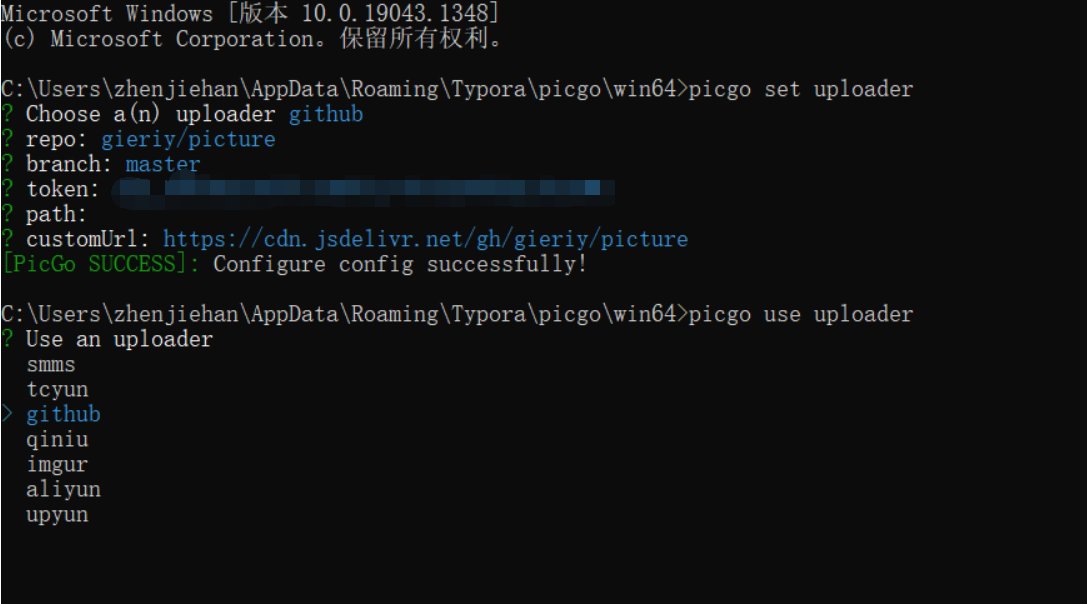 Microsoft Windows [版本 10.0.19043.1348]
(c) Microsoft Corporation。保留所有权利。
C:\Users\zhenjiehan\AppData\Roaming\Typora\picgo\win64>picgo set uploader
? Choose a(n) uploader github
? repo: gieriy/picture
? branch: master
? token:
? path:
? customUrl: https://cdn.jsdelivr.net/gh/gieriy/picture
[PicGo SUCCESS]: Configure config successfully!
C:\Users\zhenjiehan\AppData\Roaming\Typora\picgo\win64>picgo use uploader
? Use an uploader
smms
tcyun
> github
qiniu
imgur
aliyun
upyun